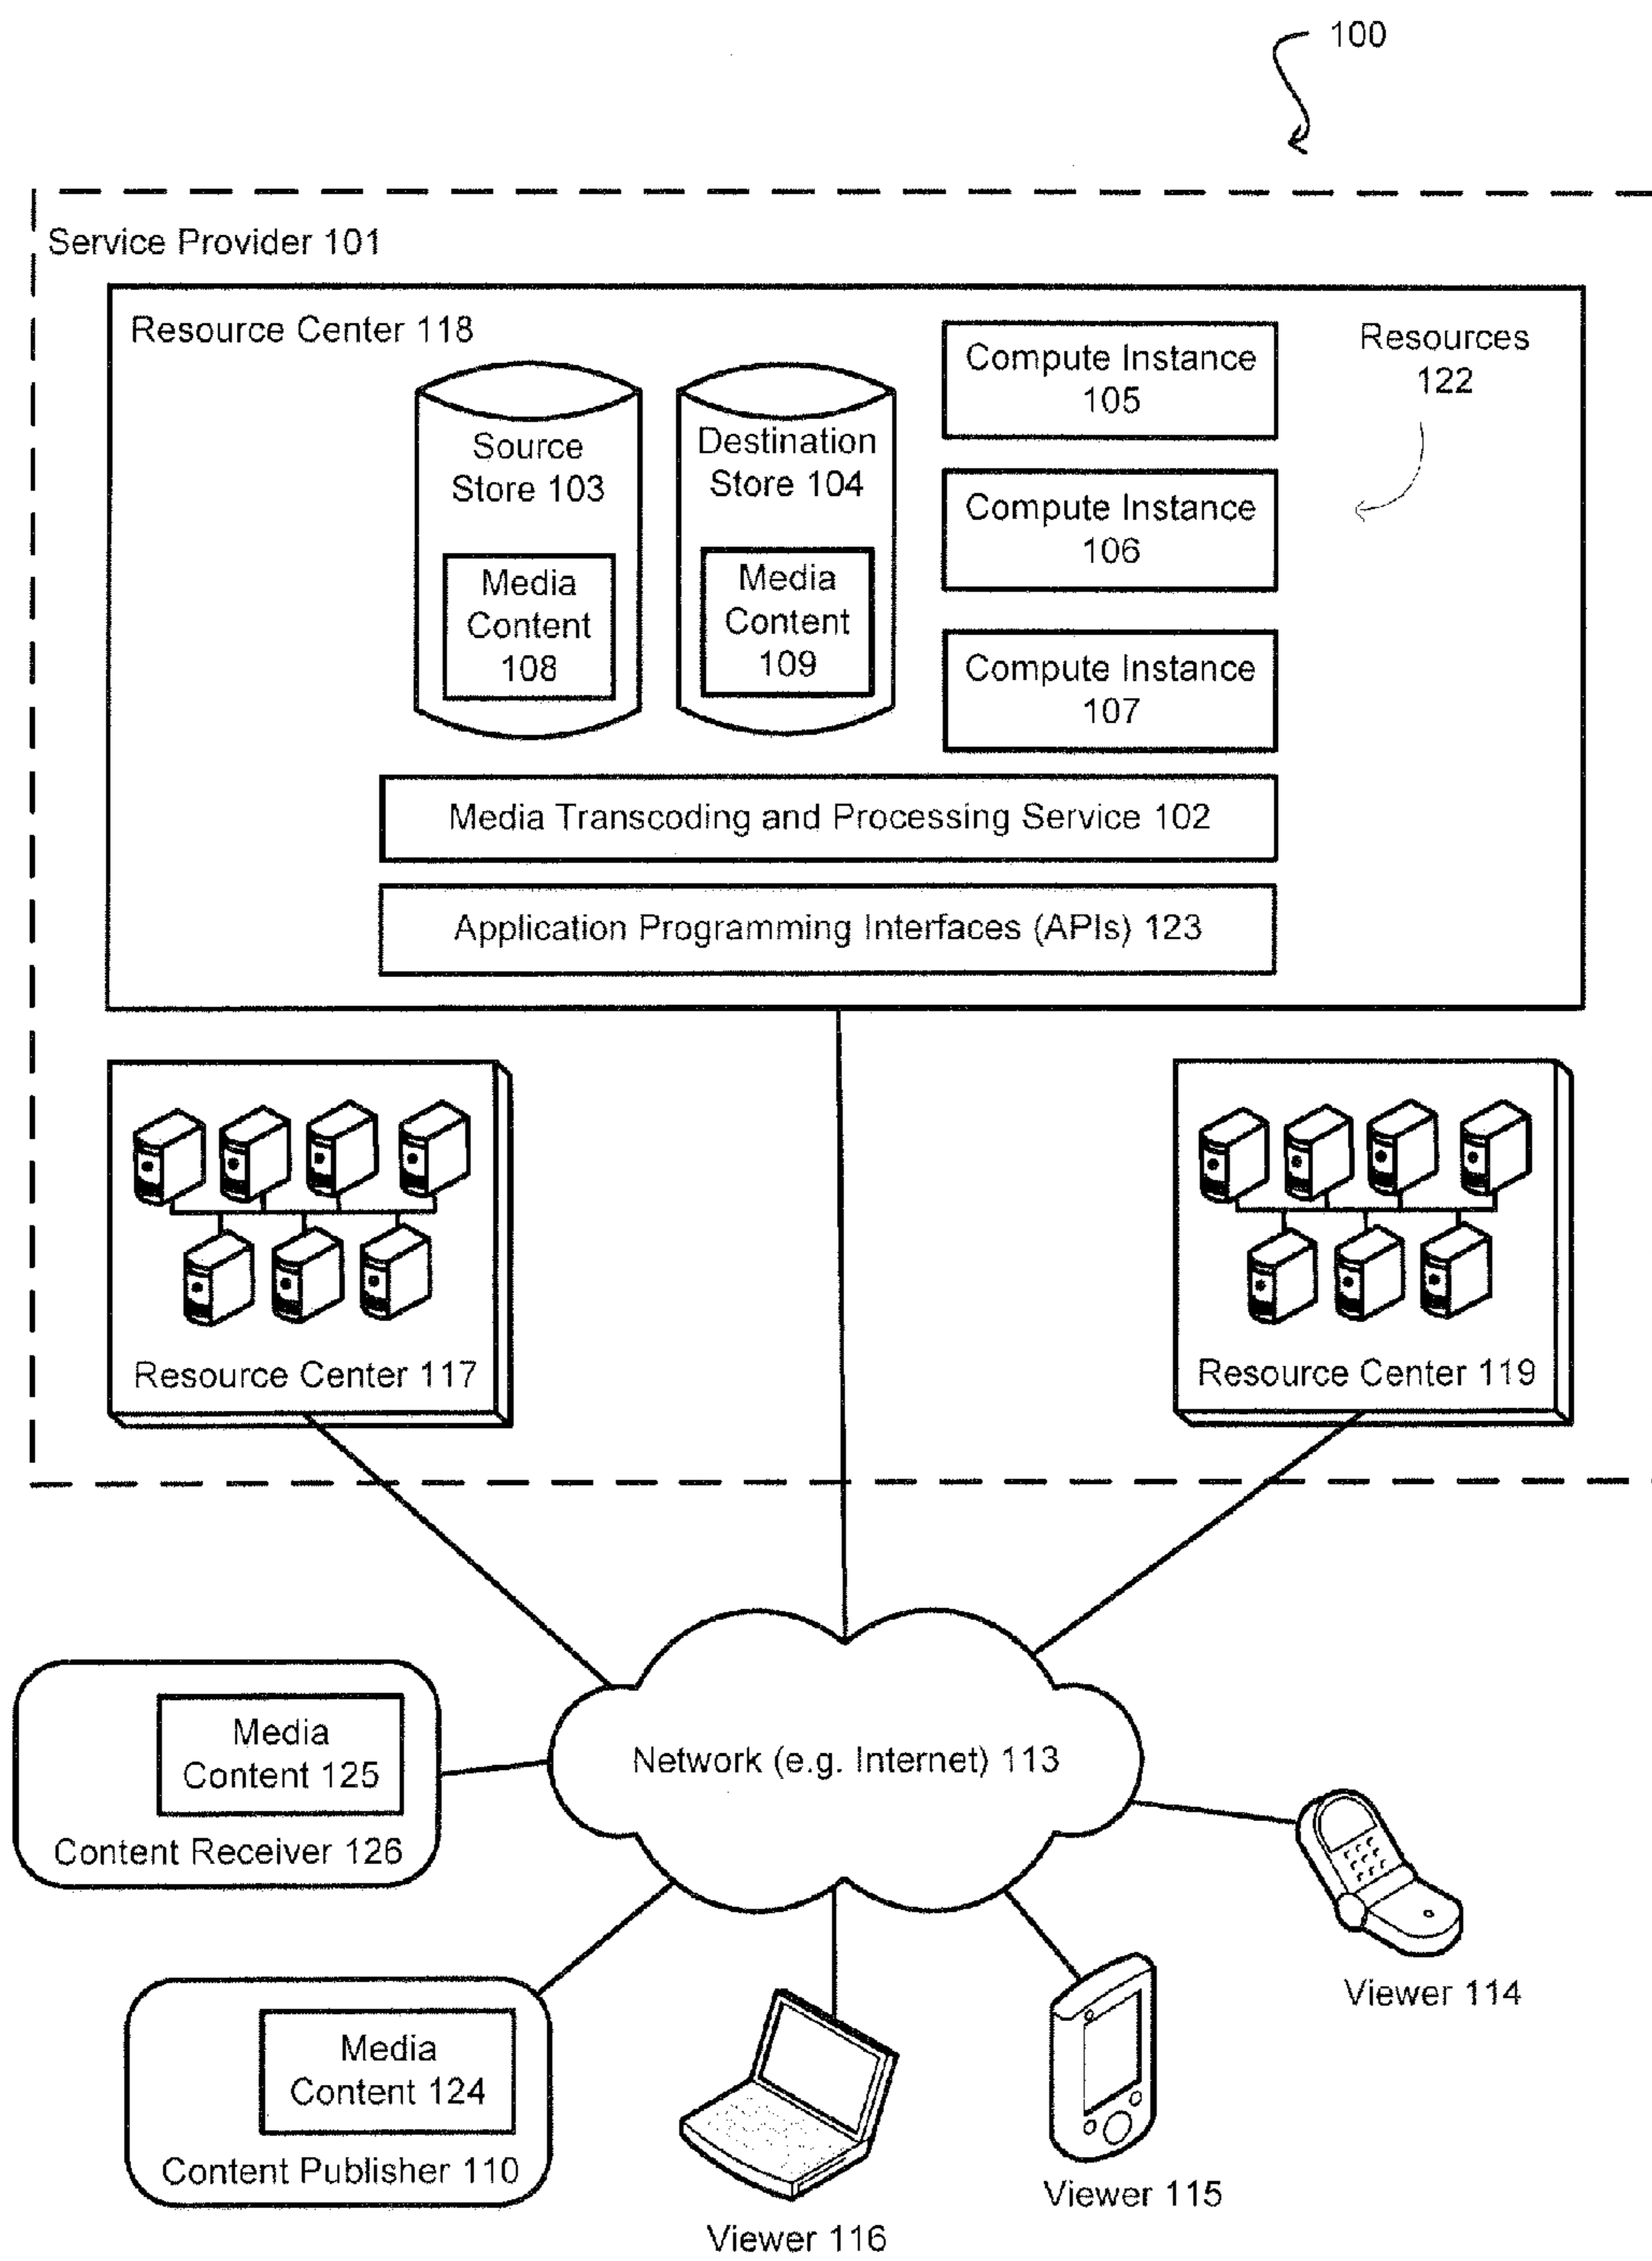 100
Service Provider 101
Resource Center 118
Resources
122
Source
Store 103
Media
Content
108
Destination
Store 104
Media
Content
109
Compute Instance
105
Compute Instance
106
Compute Instance
107
Media Transcoding and Processing Service 102
Application Programming Interfaces (APIs) 123
Resource Center 117
Resource Center 119
Network (e.g. Internet) 113
Media
Content 125
Content Receiver 126
Media
Content 124
Content Publisher 110
Viewer 114
Viewer 115
Viewer 116